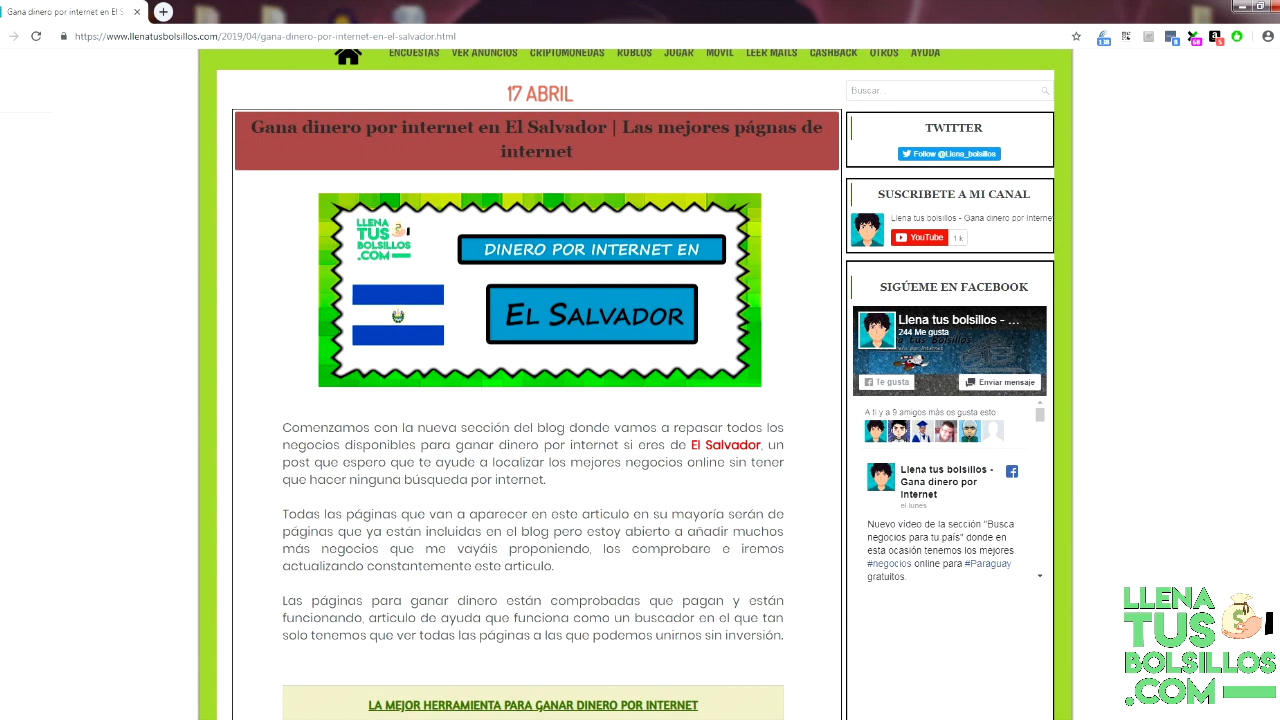 Gana dinero por internet en El S
https://www.llenatusbolsillos.com/2019/04/gana-dinero-por-internet-en-el-salvador.html
ENCUESTAS VER ANUNCIOS CRIPTOMONEDAS RUBLOS JUGAR MOVIL LEER MAILS CASHBACK OTROS AYUDA
17 ABRIL
Gana dinero por internet en El Salvador | Las mejores págnas de
internet
LLENA
TUS
BOLSILLOS
.COM
DINERO POR INTERNET EN
EL SALVADOR
Comenzamos con la nueva sección del blog donde vamos a repasar todos los
negocios disponibles para ganar dinero por internet si eres de El Salvador, un
post que espero que te ayude a localizar los mejores negocios online sin tener
que hacer ninguna búsqueda por internet.
Todas las páginas que van a aparecer en este articulo en su mayoría serán de
páginas que ya están incluidas en el blog pero estoy abierto a añadir muchos
más negocios que me vayáis proponiendo, los comprobare e iremos
actualizando constantemente este articulo.
Las páginas para ganar dinero están comprobadas que pagan y están
funcionando, articulo de ayuda que funciona como un buscador en el que tan
solo tenemos que ver todas las páginas a las que podemos unirnos sin inversión.
LA MEJOR HERRAMIENTA PARA GANAR DINERO POR INTERNET
Buscar...
TWITTER
Follow @Llena_bolsillos
SUSCRIBETE A MI CANAL
Llena tus bolsillos - Gana dinero por Internet
YouTube 1 k
SIGÚEME EN FACEBOOK
Llena tus bolsillos - ...
244 Me gusta
Te gusta
Enviar mensaje
A ti y a 9 amigos más os gusta esto
Llena tus bolsillos -
Gana dinero por
Internet
el lunes
Nuevo vídeo de la sección "Busca
negocios para tu país" donde en
esta ocasión tenemos los mejores
#negocios online para #Paraguay
gratuitos.
LLENA
TUS
BOLSILLOS
.COM